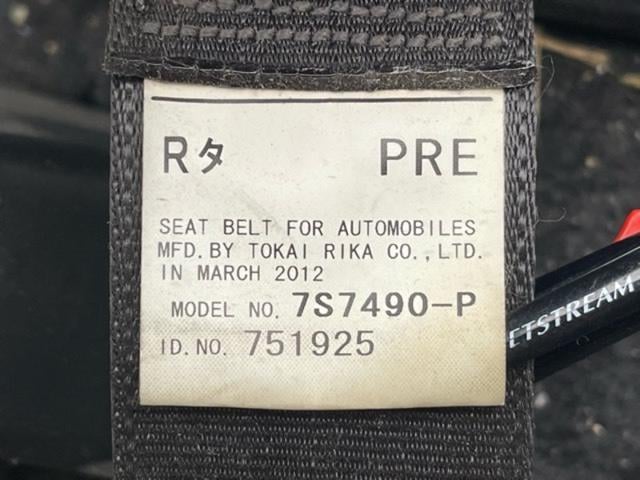 Rタ PRE
SEAT BELT FOR AUTOMOBILES
MFD. BY TOKAI RIKA CO., LTD.
IN MARCH 2012
MODEL NO. 7S7490-P
ID. NO. 751925
ETSTREAM